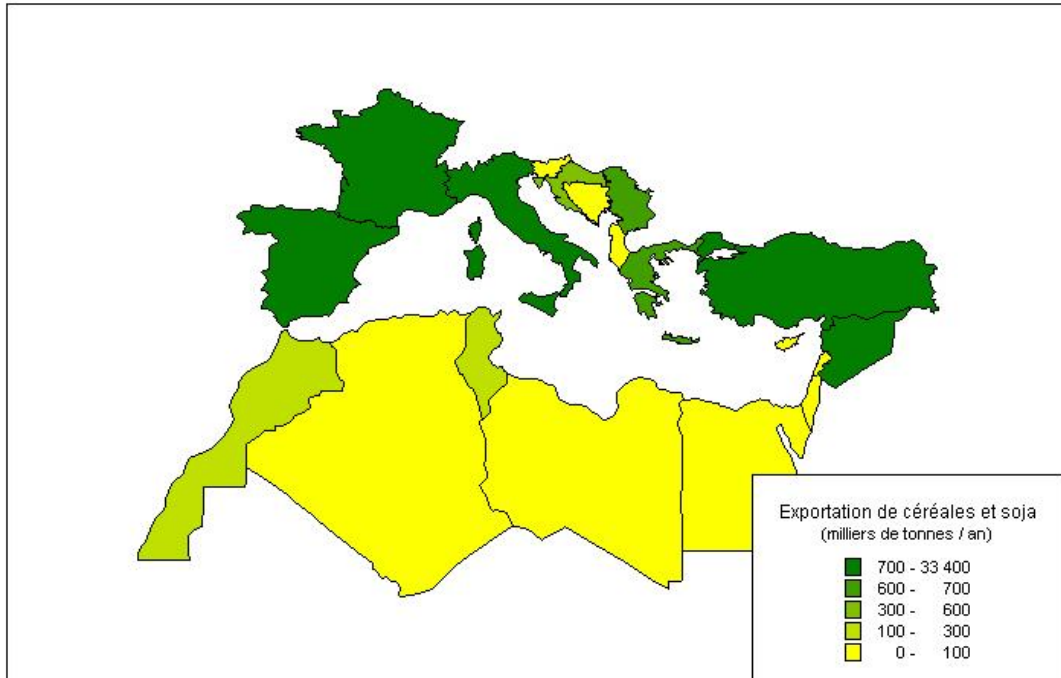 Exportation de céréales et soja
(milliers de tonnes / an)
700 - 33 400
600 - 700
300 - 600
100 - 300
0 - 100